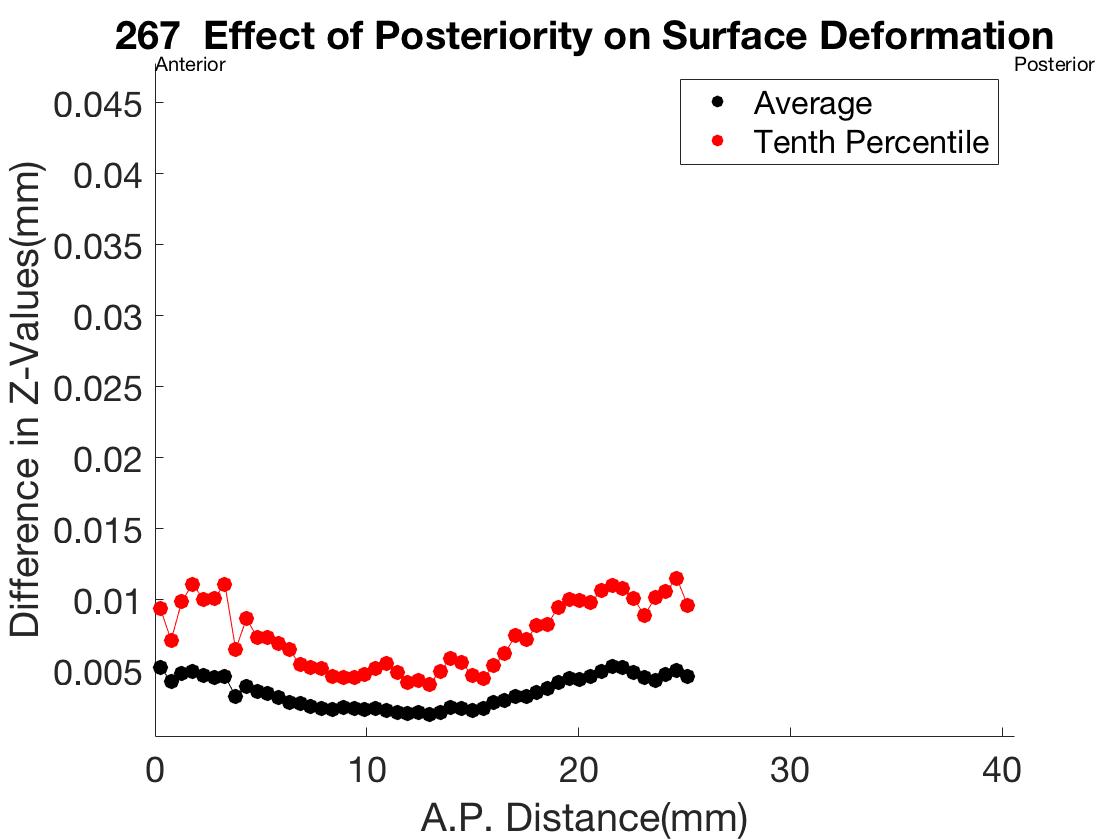 267  Effect of Posteriority on Surface Deformation
Anterior
Posterior
Average
Tenth Percentile
0.045
0.04
0.035
0.03
0.025
0.02
0.015
0.01
0.005
Difference in Z-Values(mm)
0
10
20
30
40
A.P. Distance(mm)